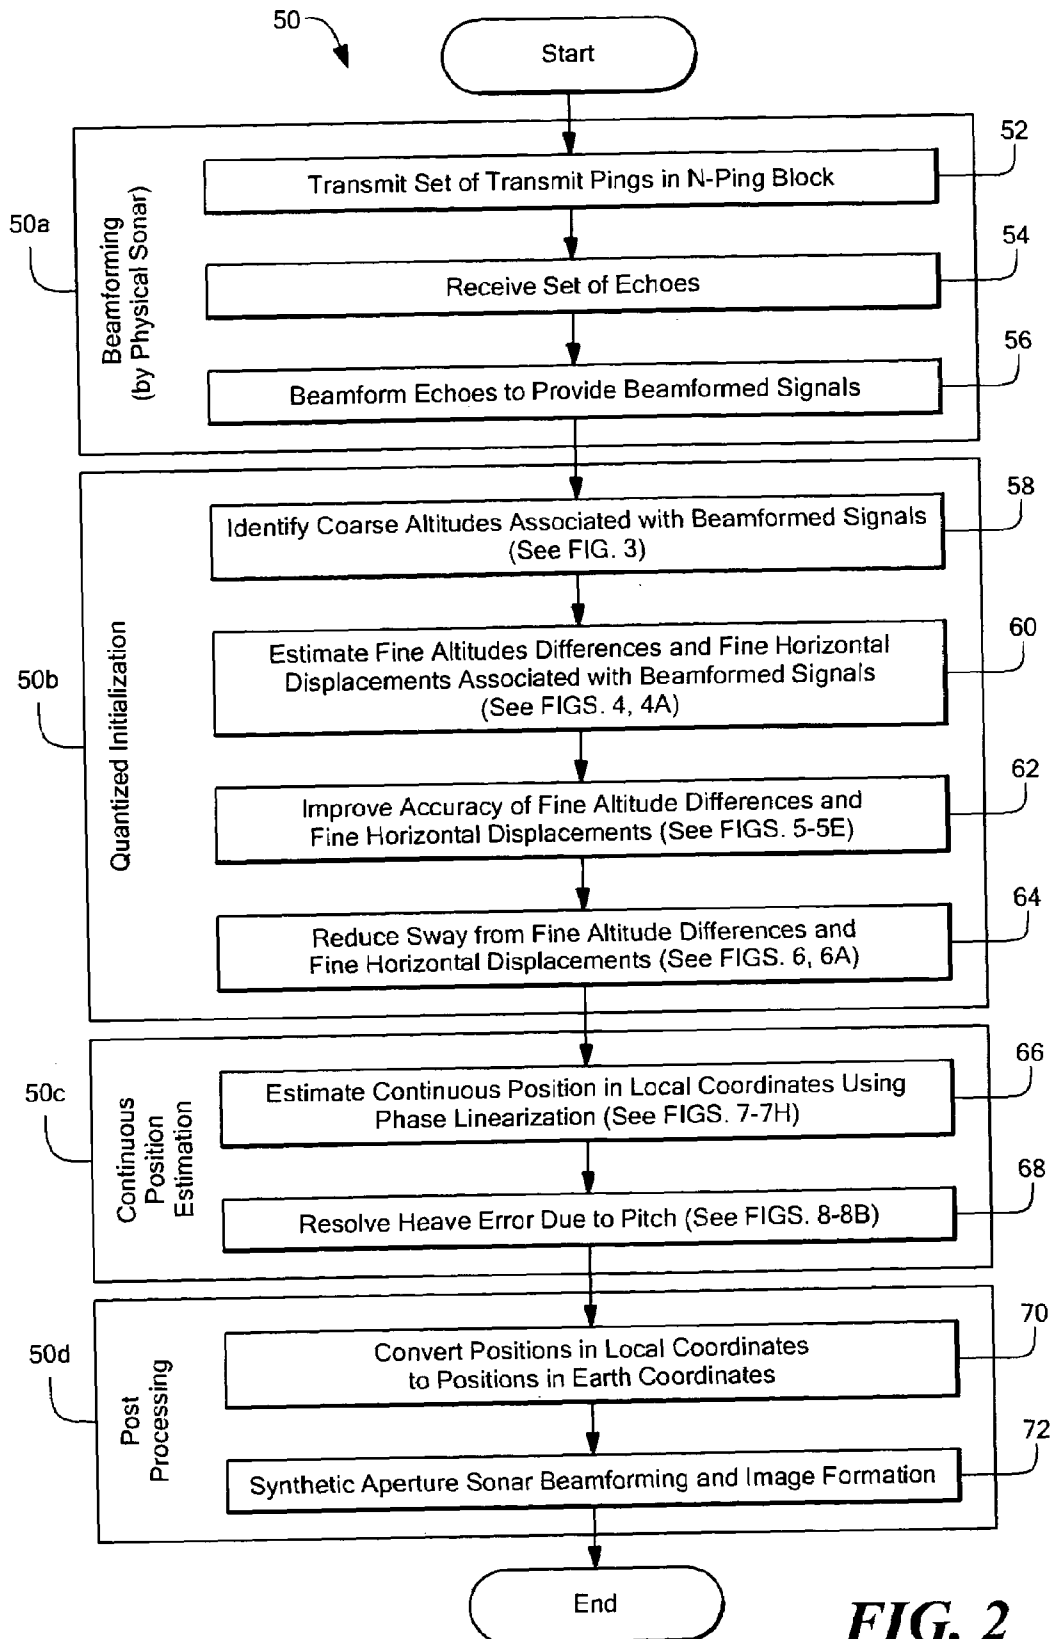 50
Start
50a
Beamforming
(by Physical Sonar)
52
Transmit Set of Transmit Pings in N-Ping Block
54
Receive Set of Echoes
56
Beamform Echoes to Provide Beamformed Signals
50b
Quantized Initialization
58
Identify Coarse Altitudes Associated with Beamformed Signals
(See FIG. 3)
60
Estimate Fine Altitudes Differences and Fine Horizontal
Displacements Associated with Beamformed Signals
(See FIGS. 4, 4A)
62
Improve Accuracy of Fine Altitude Differences and
Fine Horizontal Displacements (See FIGS. 5-5E)
64
Reduce Sway from Fine Altitude Differences and
Fine Horizontal Displacements (See FIGS. 6, 6A)
50c
Continuous
Position
Estimation
66
Estimate Continuous Position in Local Coordinates Using
Phase Linearization (See FIGS. 7-7H)
68
Resolve Heave Error Due to Pitch (See FIGS. 8-8B)
50d
Post
Processing
70
Convert Positions in Local Coordinates
to Positions in Earth Coordinates
72
Synthetic Aperture Sonar Beamforming and Image Formation
End
FIG. 2